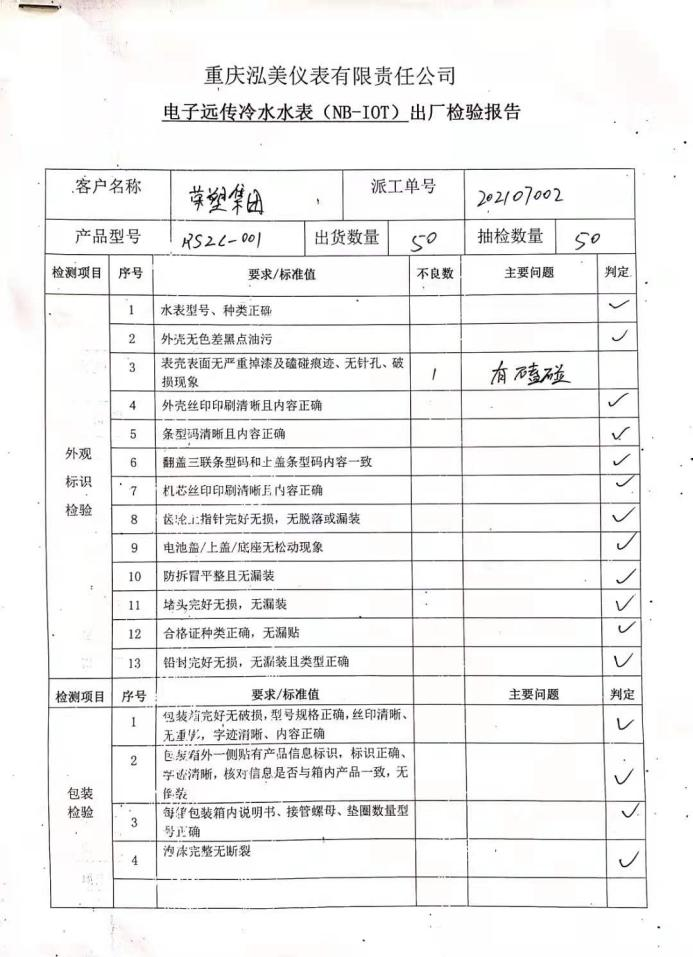 重庆泓美仪表有限责任公司
电子远传冷水水表（NB-IOT）出厂检验报告
客户名称 荣塑集团 派工单号 202107002
产品型号 RS2L-001 出货数量 50 抽检数量 50
检测项目 序号 要求/标准值 不良数 主要问题 判定
外观
标识
检验
1 水表型号、种类正确 ✓
2 外壳无色差黑点油污 ✓
3 表壳表面无严重掉漆及磕碰痕迹、无针孔、破
损现象 1 有磕碰
4 外壳丝印印刷清晰且内容正确 ✓
5 条型码清晰且内容正确 ✓
6 翻盖三联条型码和上盖条型码内容一致 ✓
7 机芯丝印印刷清晰且内容正确 ✓
8 齿轮上指针完好无损，无脱落或漏装 ✓
9 电池盖/上盖/底座无松动现象 ✓
10 防拆冒平整且无漏装 ✓
11 堵头完好无损，无漏装 ✓
12 合格证种类正确，无漏贴 ✓
13 铅封完好无损，无漏装且类型正确 ✓
检测项目 序号 要求/标准值 主要问题 判定
包装
检验
1 包装箱完好无破损，型号规格正确，丝印清晰、
无重影，字迹清晰、内容正确 ✓
2 包装箱外一侧贴有产品信息标识，标识正确、
字迹清晰，核对信息是否与箱内产品一致，无
倒装 ✓
3 每件包装箱内说明书、接管螺母、垫圈数量型
号正确 ✓
4 泡沫完整无断裂 ✓